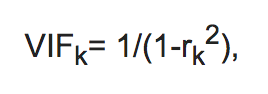 VIFₖ= 1/(1-rₖ²),